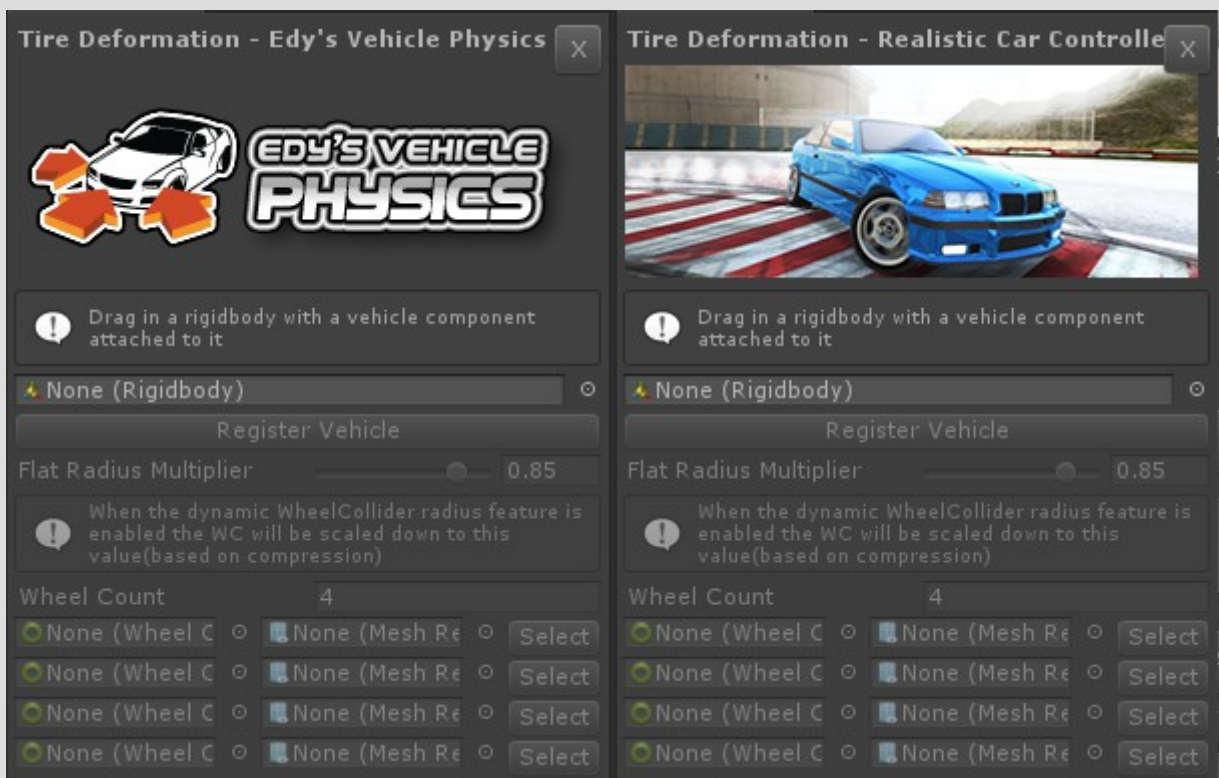 Tire Deformation - Edy's Vehicle Physics
X
EDY'S VEHICLE
PHYSICS
Drag in a rigidbody with a vehicle component
attached to it
None (Rigidbody)
Register Vehicle
Flat Radius Multiplier 0.85
When the dynamic WheelCollider radius feature is
enabled the WC will be scaled down to this
value(based on compression)
Wheel Count 4
None (Wheel C None (Mesh Re Select
None (Wheel C None (Mesh Re Select
None (Wheel C None (Mesh Re Select
None (Wheel C None (Mesh Re Select
Tire Deformation - Realistic Car Controlle
X
Drag in a rigidbody with a vehicle component
attached to it
None (Rigidbody)
Register Vehicle
Flat Radius Multiplier 0.85
When the dynamic WheelCollider radius feature is
enabled the WC will be scaled down to this
value(based on compression)
Wheel Count 4
None (Wheel C None (Mesh Re Select
None (Wheel C None (Mesh Re Select
None (Wheel C None (Mesh Re Select
None (Wheel C None (Mesh Re Select